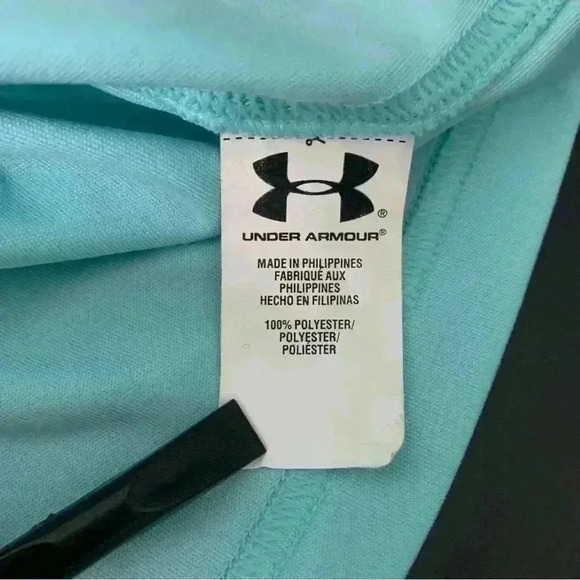 ®
UNDER ARMOUR®
MADE IN PHILIPPINES
FABRIQUÉ AUX
PHILIPPINES
HECHO EN FILIPINAS
100% POLYESTER/
POLYESTER/
POLIÉSTER